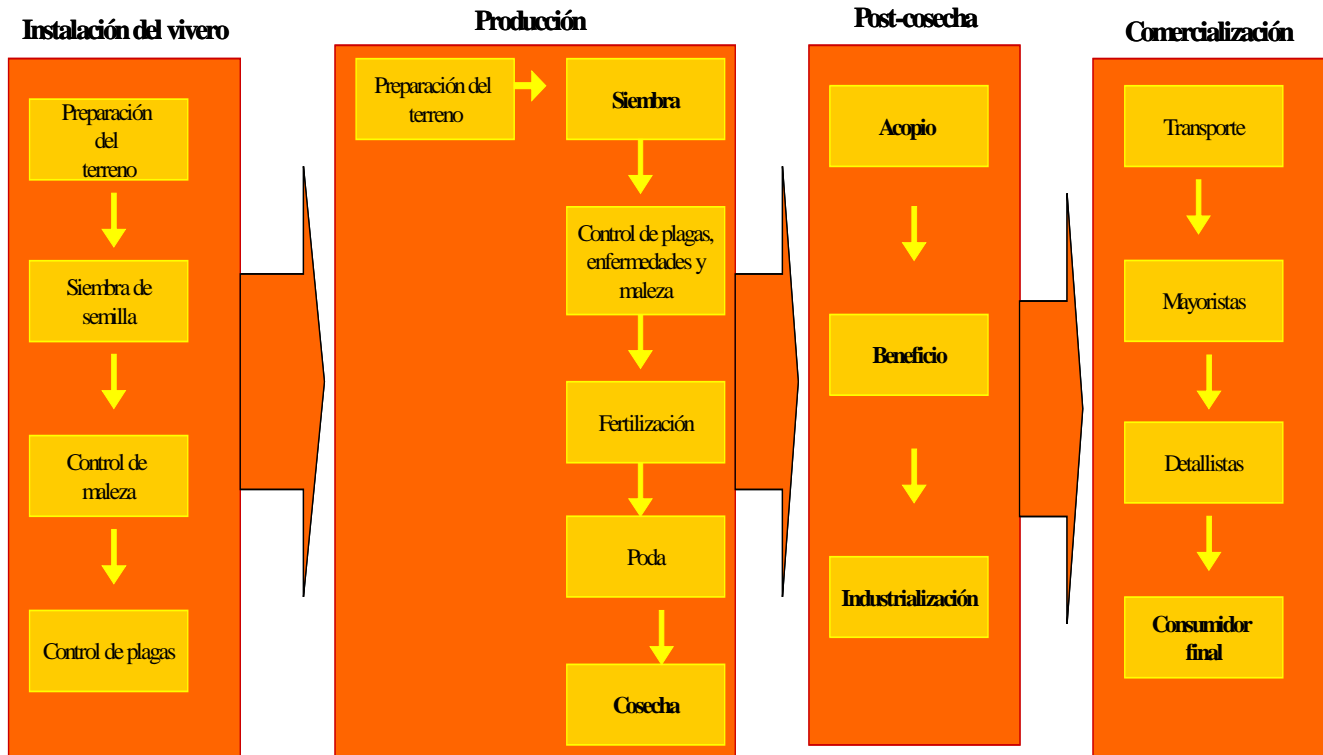 Instalación del vivero
Preparación
del
terreno
Siembra de
semilla
Control de
maleza
Control de plagas
Producción
Preparación del
terreno
Siembra
Control de plagas,
enfermedades y
maleza
Fertilización
Poda
Cosecha
Post-cosecha
Acopio
Beneficio
Industrialización
Comercialización
Transporte
Mayoristas
Detallistas
Consumidor
final